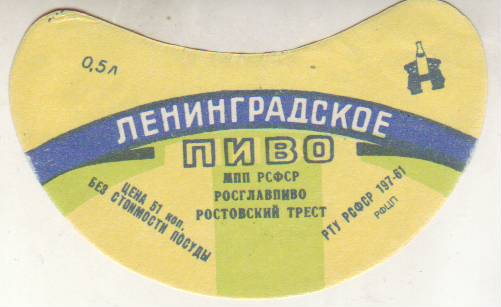 0,5л
ЛЕНИНГРАДСКОЕ
ПИВО
МПП РСФСР
РОСГЛАВПИВО
РОСТОВСКИЙ ТРЕСТ
ЦЕНА 51 коп.
БЕЗ СТОИМОСТИ ПОСУДЫ
РТУ РСФСР 197-61
РФЦП